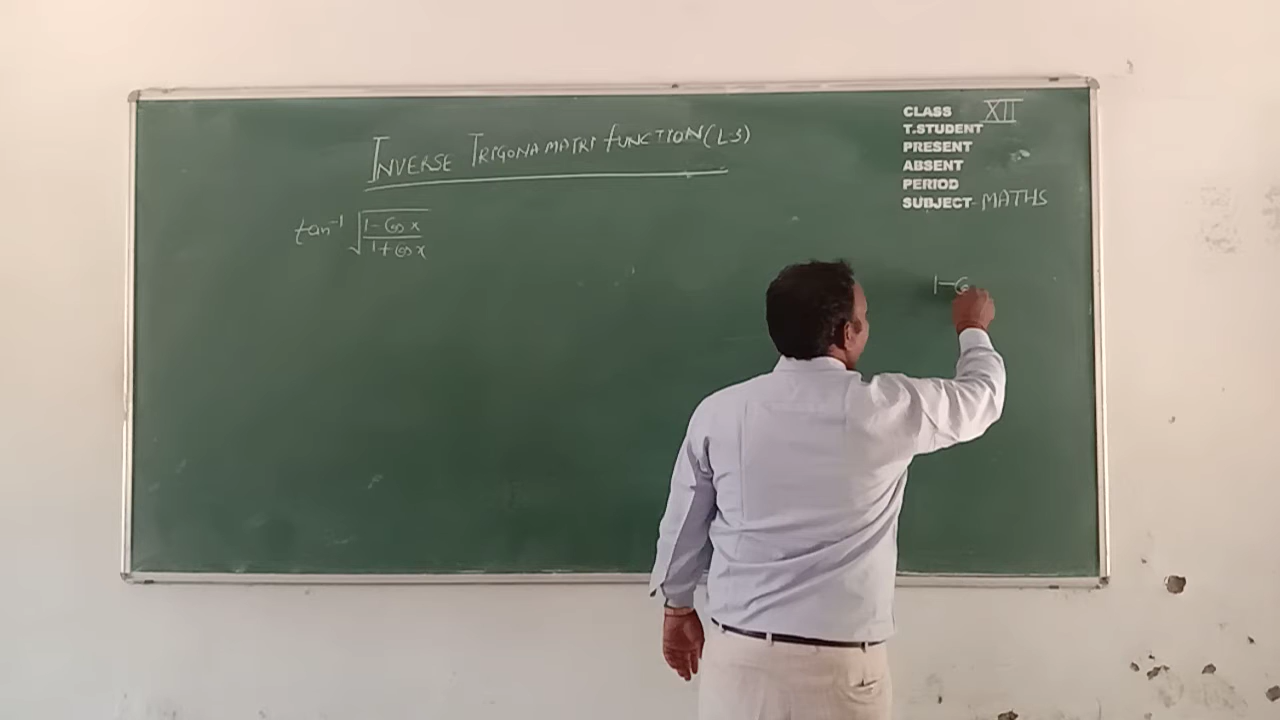 INVERSE TRIGONAMATRI FUNCTION (L-3)
CLASS XII
T.STUDENT
PRESENT
ABSENT
PERIOD
SUBJECT - MATHS
tan⁻¹ √((1 - Cos x)/(1 + Cos x))
1 - Co